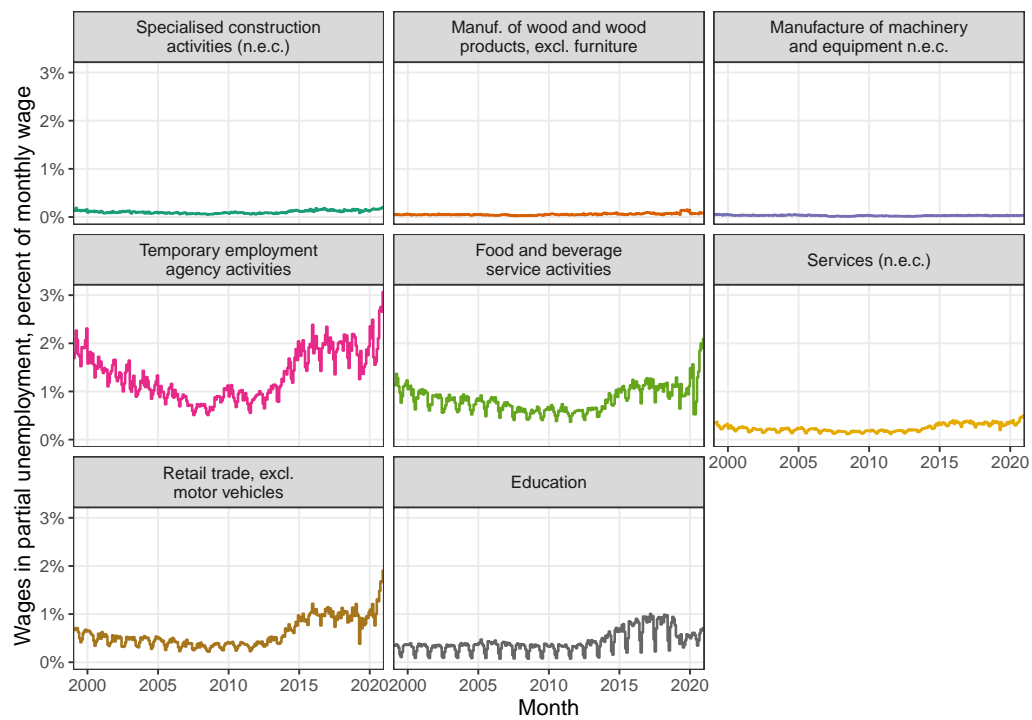 Specialised construction
activities (n.e.c.)
Manuf. of wood and wood
products, excl. furniture
Manufacture of machinery
and equipment n.e.c.
3%
2%
1%
0%
Temporary employment
agency activities
Food and beverage
service activities
Services (n.e.c.)
3%
2%
1%
0%
2000 2005 2010 2015 2020
Retail trade, excl.
motor vehicles
Education
3%
2%
1%
0%
2000 2005 2010 2015 2020
2000 2005 2010 2015 2020
Month
Wages in partial unemployment, percent of monthly wage